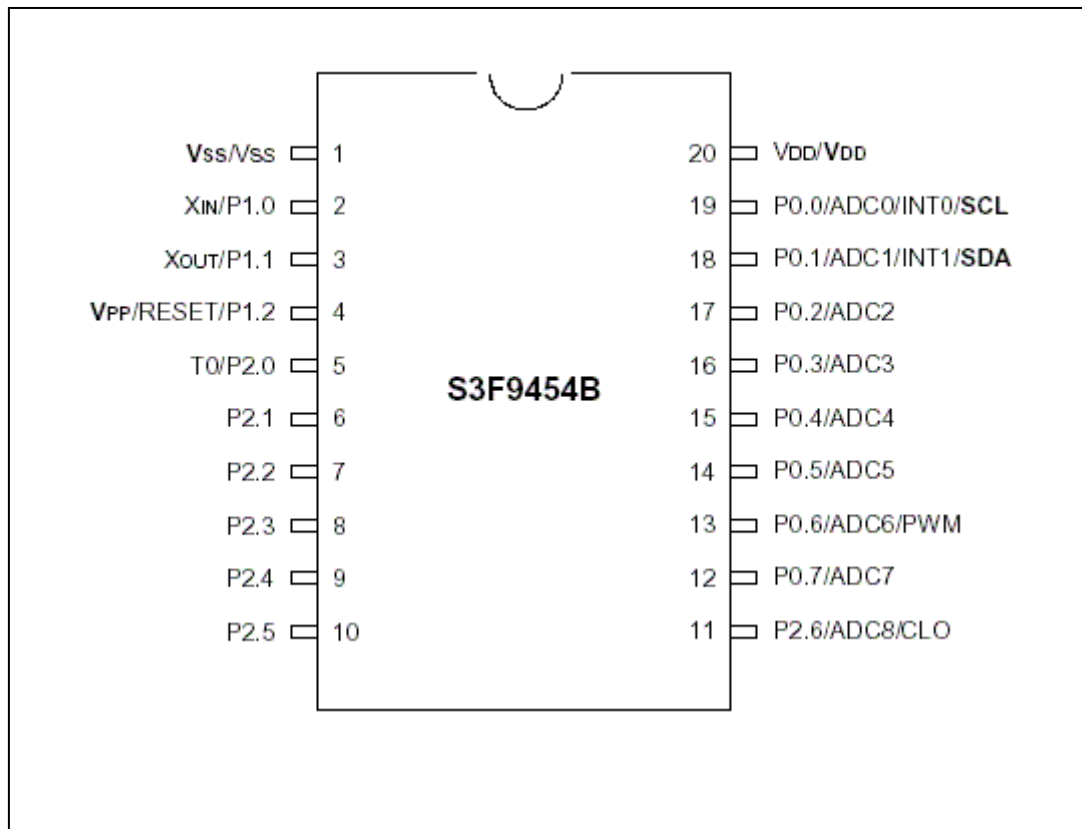 VSS/VSS 1 20 VDD/VDD
XIN/P1.0 2 19 P0.0/ADC0/INT0/SCL
XOUT/P1.1 3 18 P0.1/ADC1/INT1/SDA
VPP/RESET/P1.2 4 17 P0.2/ADC2
T0/P2.0 5 16 P0.3/ADC3
S3F9454B
P2.1 6 15 P0.4/ADC4
P2.2 7 14 P0.5/ADC5
P2.3 8 13 P0.6/ADC6/PWM
P2.4 9 12 P0.7/ADC7
P2.5 10 11 P2.6/ADC8/CLO